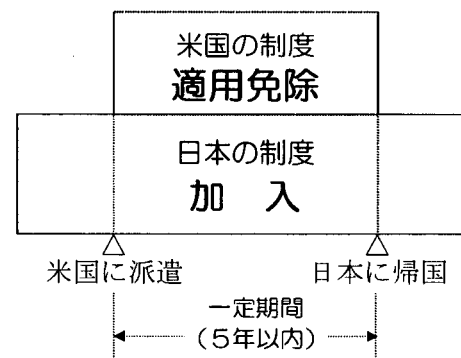 米国の制度
適用免除
日本の制度
加 入
米国に派遣
日本に帰国
一定期間
(5年以内)